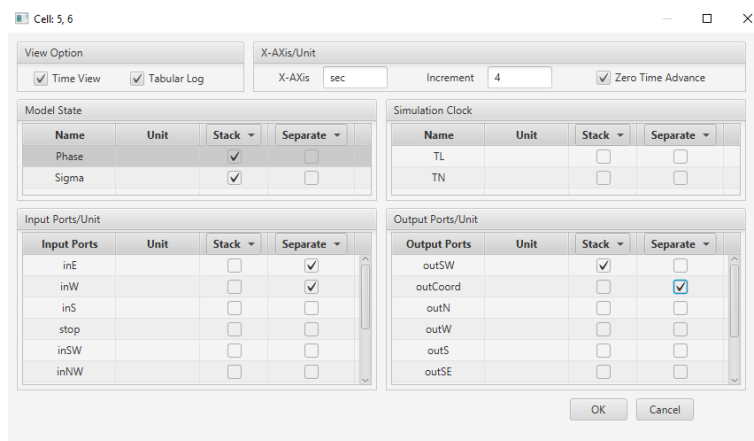 Cell: 5, 6
View Option
Time View Tabular Log
X-AXis/Unit
X-AXis sec Increment 4 Zero Time Advance
Model State
Name Unit Stack Separate
Phase
Sigma
Simulation Clock
Name Unit Stack Separate
TL
TN
Input Ports/Unit
Input Ports Unit Stack Separate
inE
inW
inS
stop
inSW
inNW
Output Ports/Unit
Output Ports Unit Stack Separate
outSW
outCoord
outN
outW
outS
outSE
OK Cancel